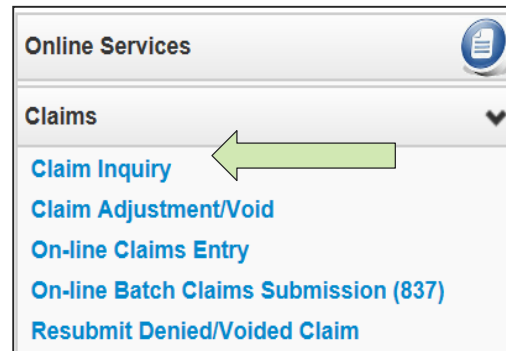 Online Services
Claims
Claim Inquiry
Claim Adjustment/Void
On-line Claims Entry
On-line Batch Claims Submission (837)
Resubmit Denied/Voided Claim